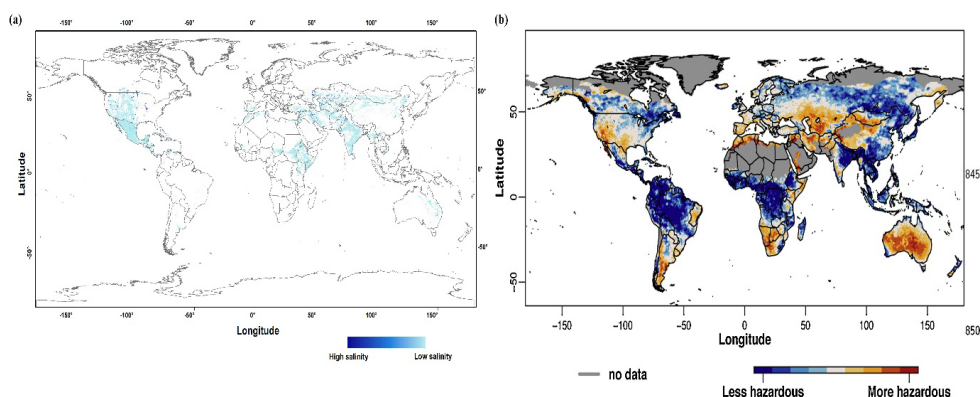 (a)
-150° -100° -50° 0° 50° 100° 150°
50° 50°
0° 0°
-50° -50°
Latitude
-150° -100° -50° 0° 50° 100° 150°
Longitude
High salinity Low salinity
(b)
50
0
-50
Latitude
-150 -100 -50 0 50 100 150
Longitude
no data
Less hazardous More hazardous
845
850